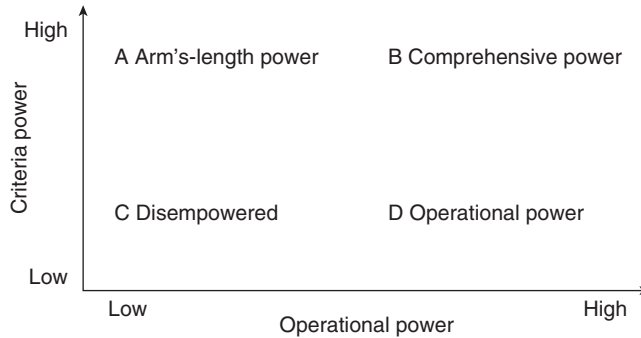 High
A Arm's-length power
B Comprehensive power
Criteria power
C Disempowered
D Operational power
Low
Low
High
Operational power